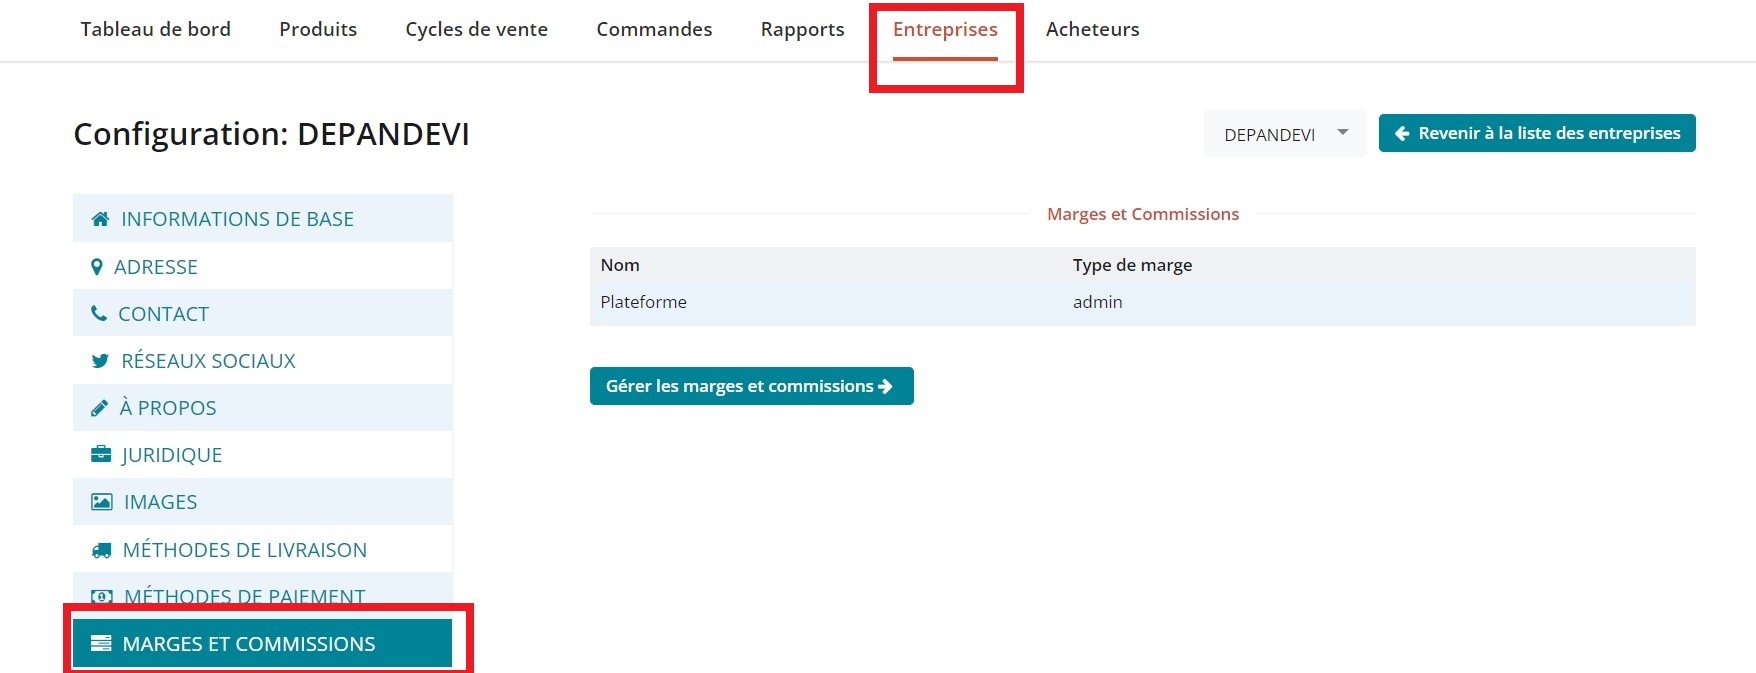 Tableau de bord Produits Cycles de vente Commandes Rapports Entreprises Acheteurs
Configuration: DEPANDEVI
DEPANDEVI
Revenir à la liste des entreprises
INFORMATIONS DE BASE
ADRESSE
CONTACT
RÉSEAUX SOCIAUX
À PROPOS
JURIDIQUE
IMAGES
MÉTHODES DE LIVRAISON
MÉTHODES DE PAIEMENT
MARGES ET COMMISSIONS
Marges et Commissions
Nom Type de marge
Plateforme admin
Gérer les marges et commissions